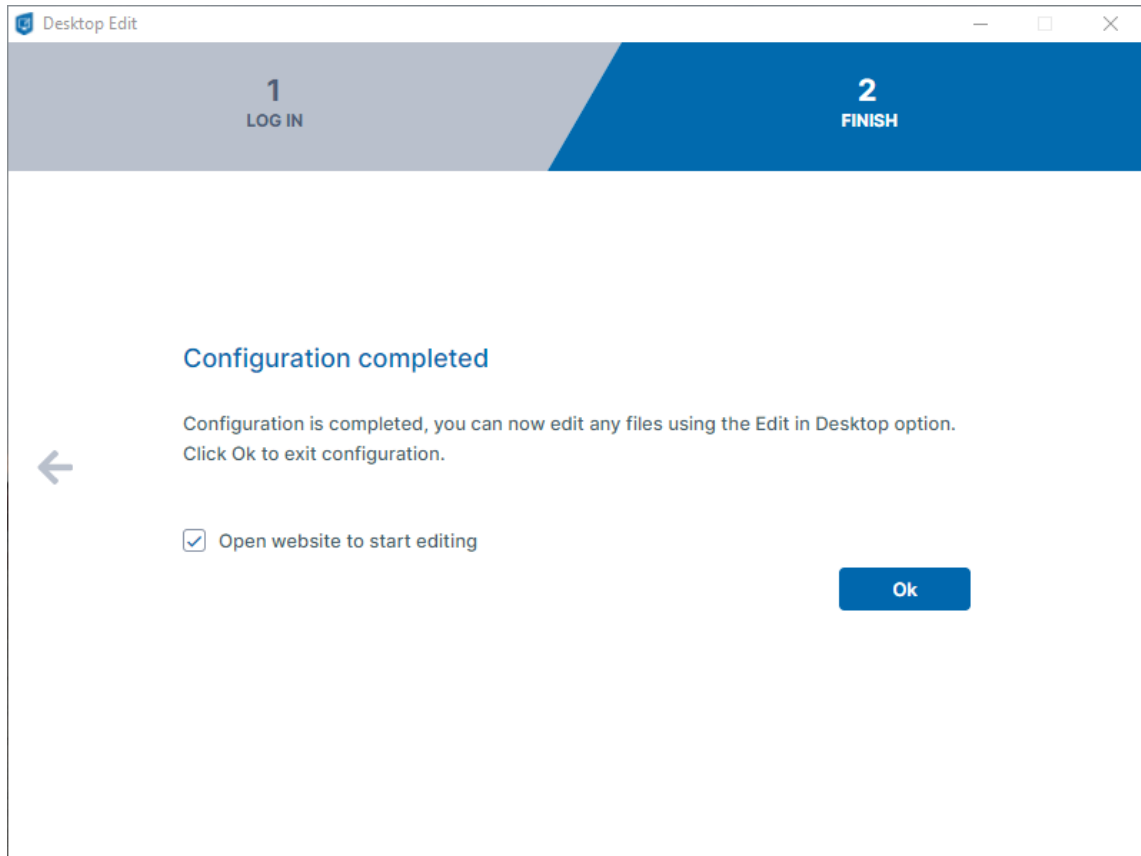 Desktop Edit
1
LOG IN
2
FINISH
Configuration completed
Configuration is completed, you can now edit any files using the Edit in Desktop option.
Click Ok to exit configuration.
Open website to start editing
Ok